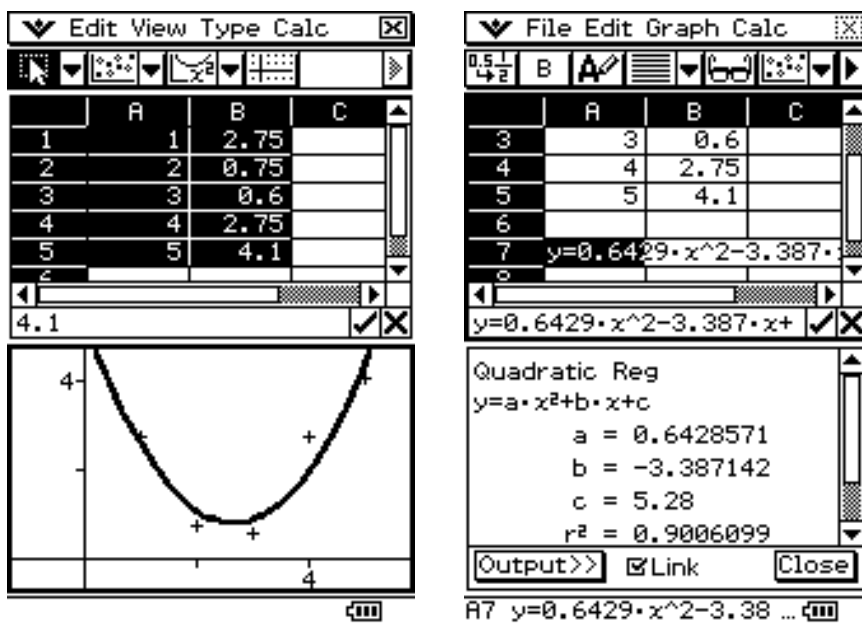 Edit View Type Calc
A B C
1 1 2.75
2 2 0.75
3 3 0.6
4 4 2.75
5 5 4.1
4.1
4
4
File Edit Graph Calc
0.5 1/2 B A
A B C
3 3 0.6
4 4 2.75
5 5 4.1
6
7 y=0.6429·x^2-3.387·
y=0.6429·x^2-3.387·x+
Quadratic Reg
y=a·x²+b·x+c
a = 0.6428571
b = -3.387142
c = 5.28
r² = 0.9006099
Output>> Link Close
A7 y=0.6429·x^2-3.38 …